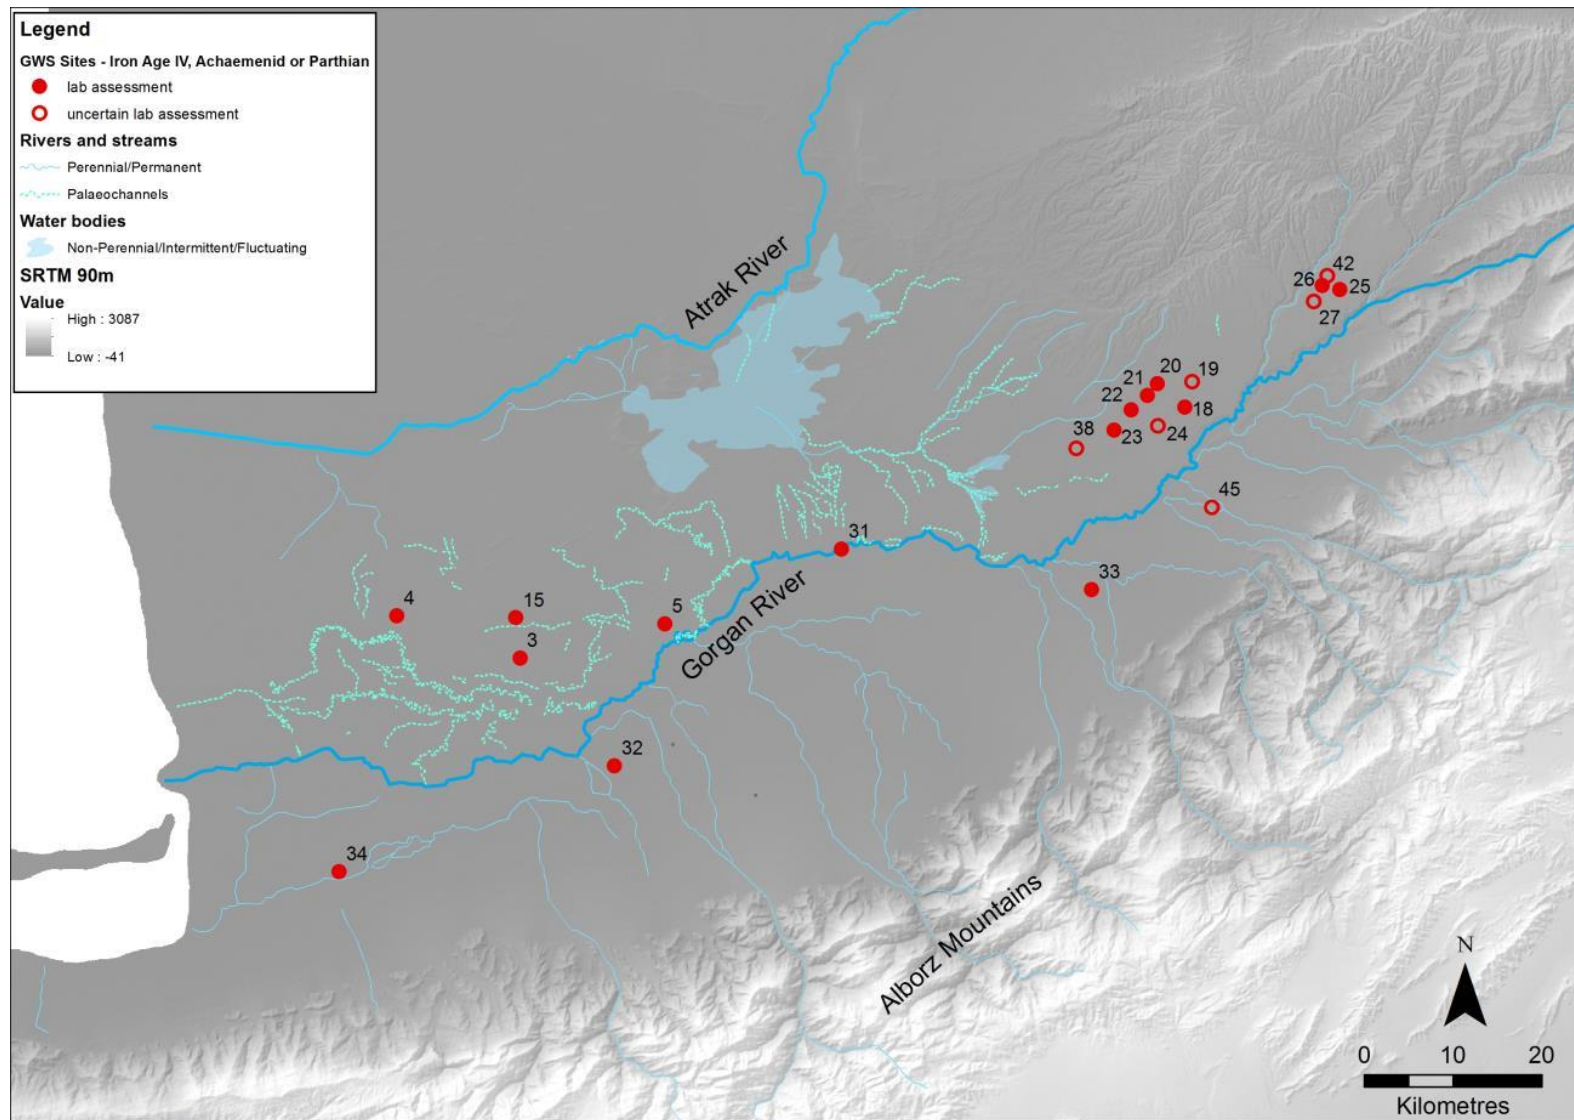 Legend
GWS Sites - Iron Age IV, Achaemenid or Parthian
lab assessment
uncertain lab assessment
Rivers and streams
Perennial/Permanent
Palaeochannels
Water bodies
Non-Perennial/Intermittent/Fluctuating
SRTM 90m
Value
High : 3087
Low : -41
Atrak River
42
26
25
27
20
19
21
22
18
23
24
38
45
31
33
4
15
5
3
Gorgan River
32
34
Alborz Mountains
N
0 10 20
Kilometres